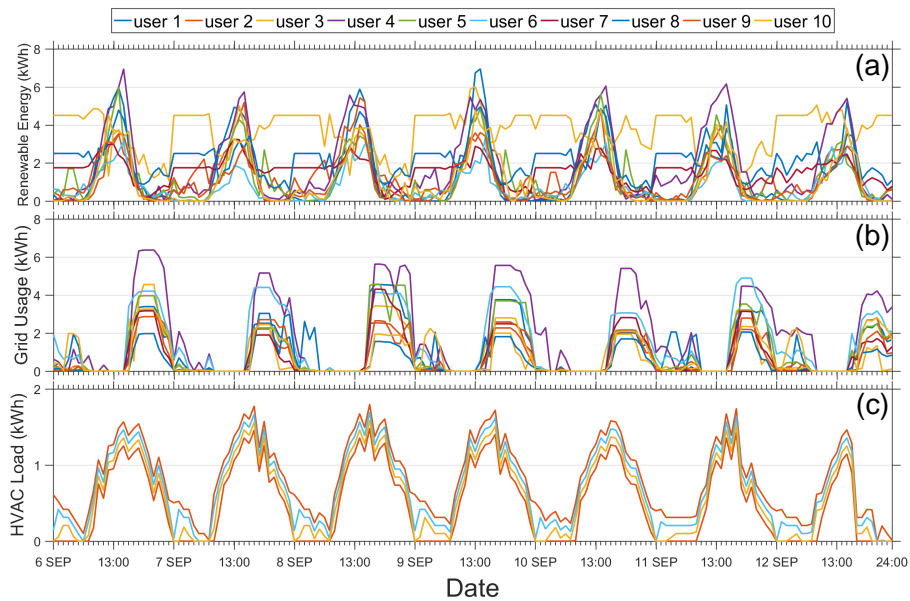 user 1 user 2 user 3 user 4 user 5 user 6 user 7 user 8 user 9 user 10
Renewable Energy (kWh)
8
6
4
2
0
(a)
Grid Usage (kWh)
8
6
4
2
0
(b)
HVAC Load (kWh)
2
1
0
(c)
6 SEP 13:00 7 SEP 13:00 8 SEP 13:00 9 SEP 13:00 10 SEP 13:00 11 SEP 13:00 12 SEP 13:00 24:00
Date